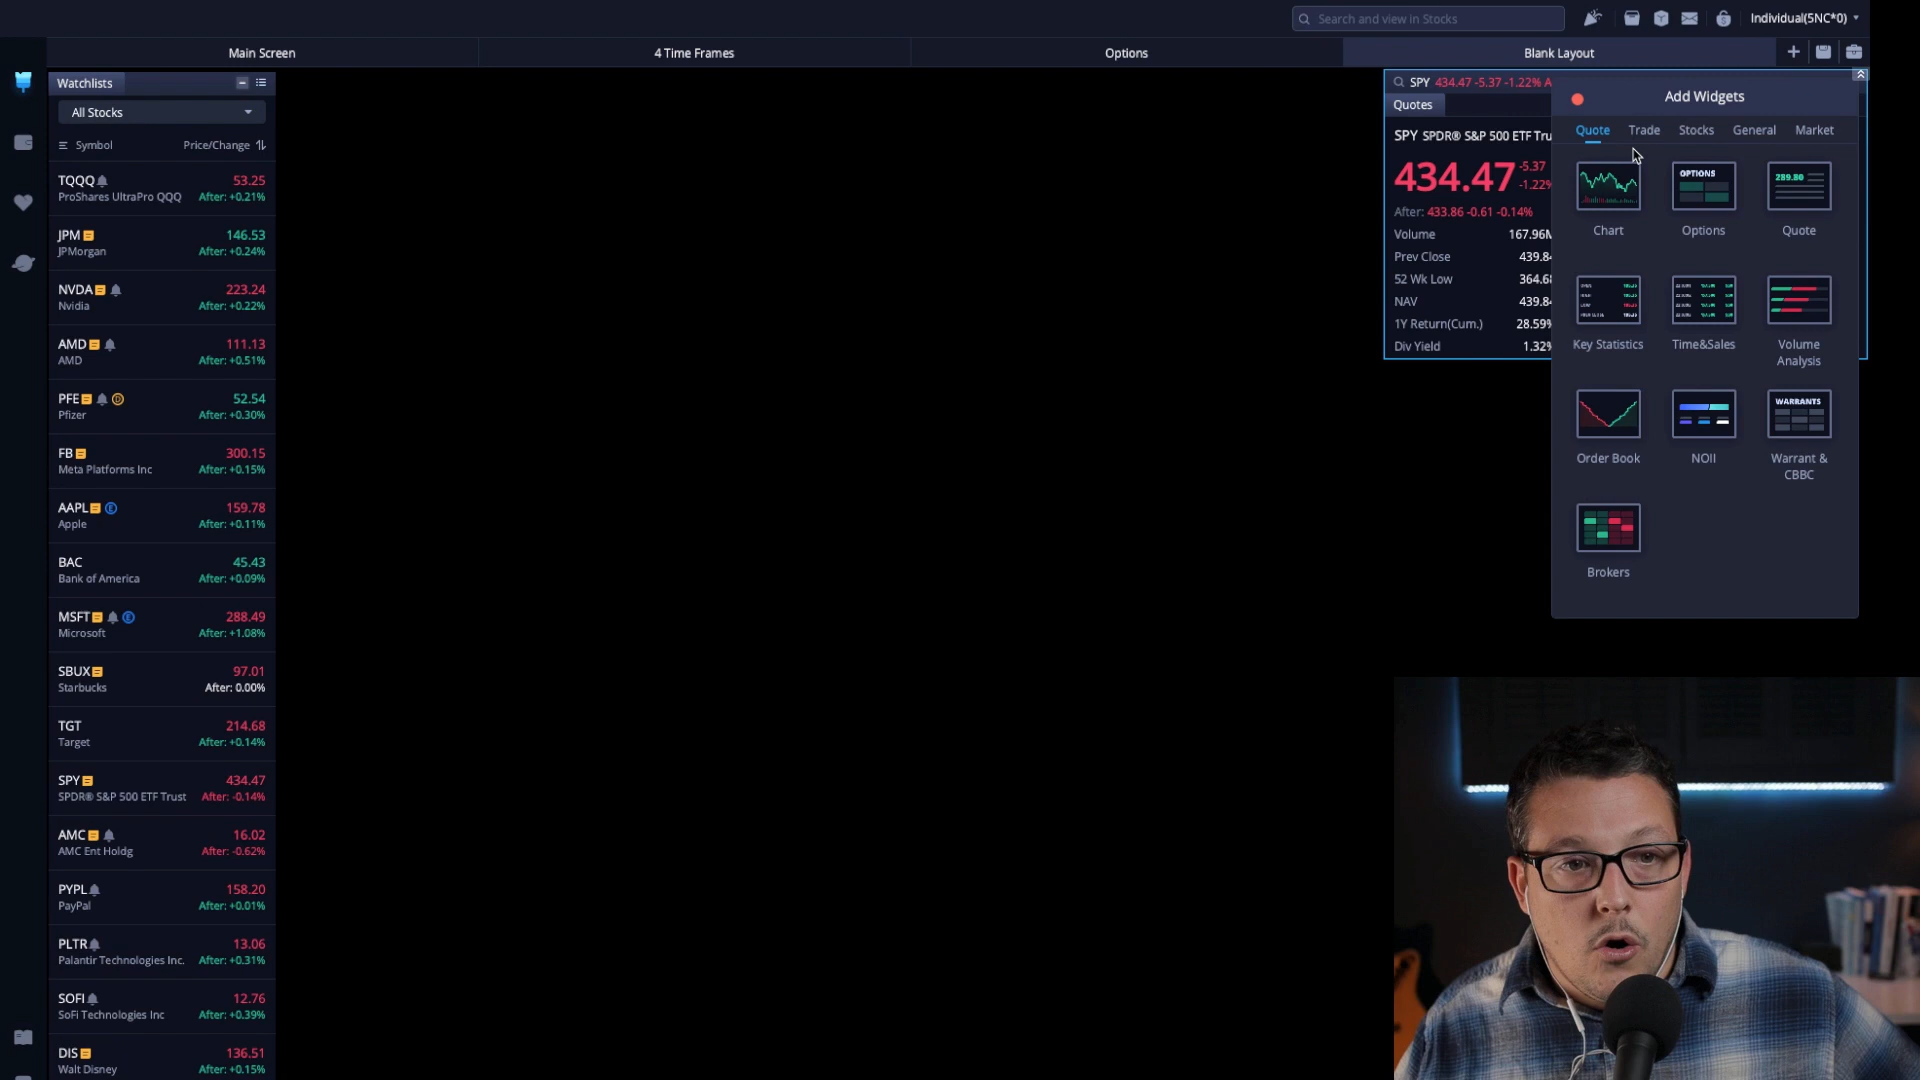 Search and view in Stocks
Individual(5NC*0)
Main Screen
4 Time Frames
Options
Blank Layout
Watchlists
All Stocks
Symbol Price/Change
TQQQ 53.25
ProShares UltraPro QQQ After: +0.21%
JPM 146.53
JPMorgan After: +0.24%
NVDA 223.24
Nvidia After: +0.22%
AMD 111.13
AMD After: +0.51%
PFE 52.54
Pfizer After: +0.30%
FB 300.15
Meta Platforms Inc After: +0.15%
AAPL 159.78
Apple After: +0.11%
BAC 45.43
Bank of America After: +0.09%
MSFT 288.49
Microsoft After: +1.08%
SBUX 97.01
Starbucks After: 0.00%
TGT 214.68
Target After: +0.14%
SPY 434.47
SPDR® S&P 500 ETF Trust After: -0.14%
AMC 16.02
AMC Ent Holdg After: -0.62%
PYPL 158.20
PayPal After: +0.01%
PLTR 13.06
Palantir Technologies Inc. After: +0.31%
SOFI 12.76
SoFi Technologies Inc After: +0.39%
DIS 136.51
Walt Disney After: +0.15%
SPY 434.47 -5.37 -1.22% A
Quotes
SPY SPDR® S&P 500 ETF Tru
434.47 -5.37
-1.22%
After: 433.86 -0.61 -0.14%
Volume 167.96M
Prev Close 439.84
52 Wk Low 364.68
NAV 439.84
1Y Return(Cum.) 28.59%
Div Yield 1.32%
Add Widgets
Quote Trade Stocks General Market
OPTIONS
289.80
Chart Options Quote
Key Statistics Time&Sales Volume
Analysis
WARRANTS
Order Book NOII Warrant &
CBBC
Brokers